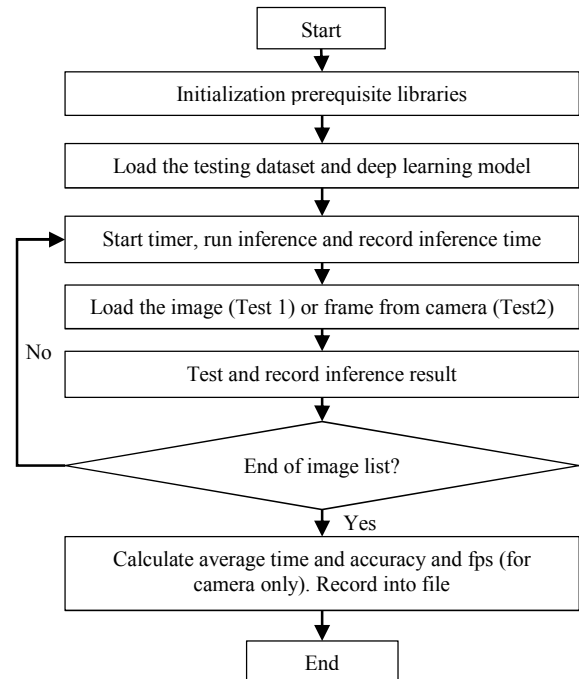 Start
Initialization prerequisite libraries
Load the testing dataset and deep learning model
Start timer, run inference and record inference time
Load the image (Test 1) or frame from camera (Test2)
No
Test and record inference result
End of image list?
Yes
Calculate average time and accuracy and fps (for
camera only). Record into file
End